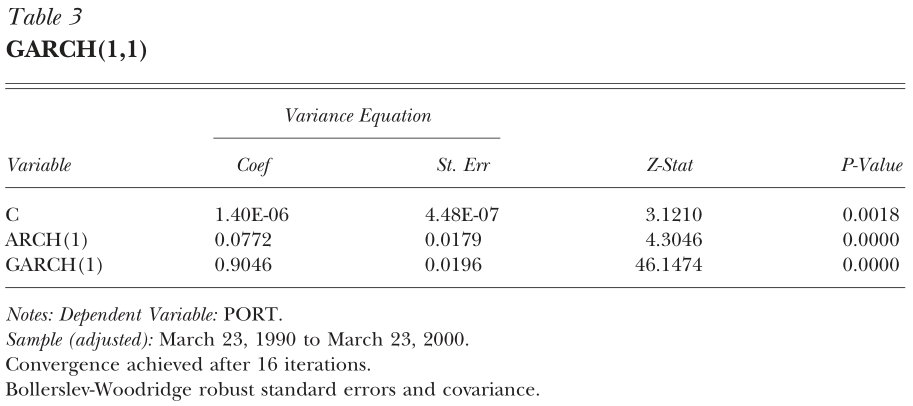 Table 3
GARCH(1,1)
Variance Equation
Variable Coef St. Err Z-Stat P-Value
C 1.40E-06 4.48E-07 3.1210 0.0018
ARCH(1) 0.0772 0.0179 4.3046 0.0000
GARCH(1) 0.9046 0.0196 46.1474 0.0000
Notes: Dependent Variable: PORT.
Sample (adjusted): March 23, 1990 to March 23, 2000.
Convergence achieved after 16 iterations.
Bollerslev-Woodridge robust standard errors and covariance.